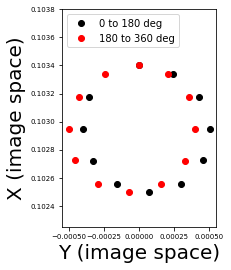 0.1038
0 to 180 deg
180 to 360 deg
0.1036
0.1034
0.1032
0.1030
0.1028
0.1026
0.1024
X (image space)
−0.00050 −0.00025 0.00000 0.00025 0.00050
Y (image space)